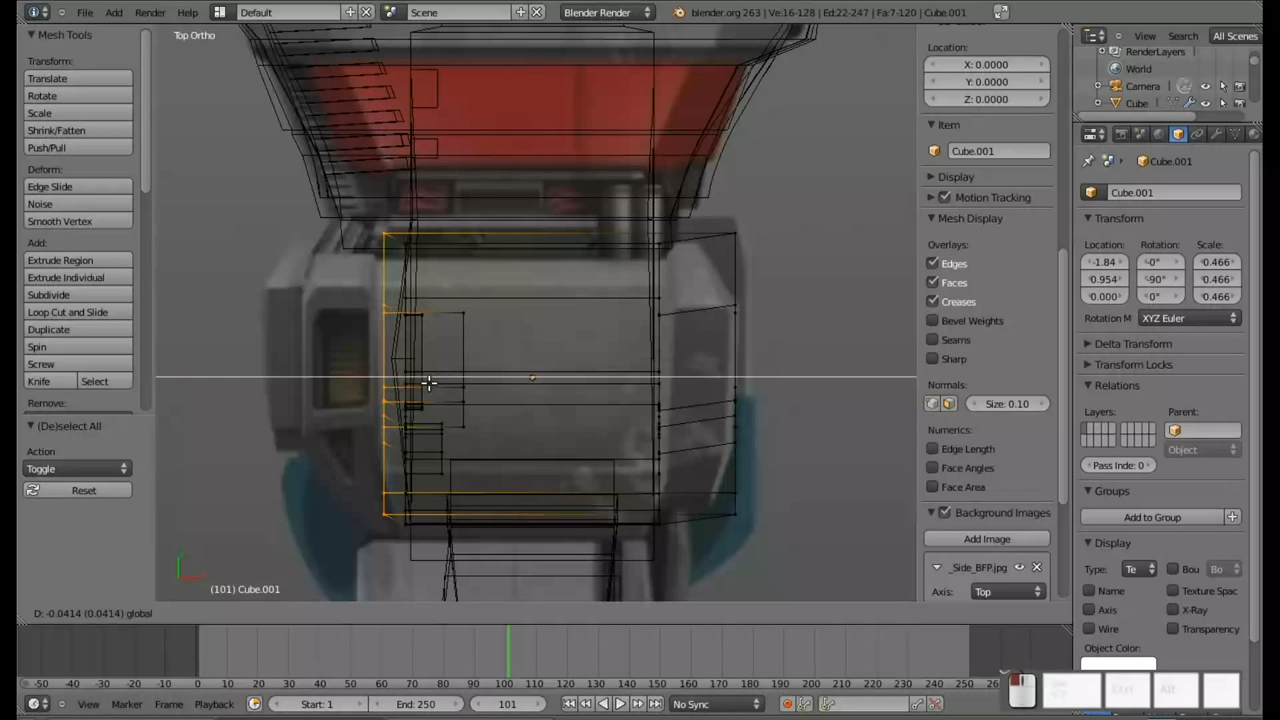 File Add Render Help Default Scene Blender Render blender.org 263 | Ve:16-128 | Ed:22-247 | Fa:7-120 | Cube.001
Mesh Tools
Transform:
Translate
Rotate
Scale
Shrink/Fatten
Push/Pull
Deform:
Edge Slide
Noise
Smooth Vertex
Add:
Extrude Region
Extrude Individual
Subdivide
Loop Cut and Slide
Duplicate
Spin
Screw
Knife Select
Remove:
(De)select All
Action
Toggle
Reset
Top Ortho
(101) Cube.001
D: -0.0414 (0.0414) global
Location:
X: 0.0000
Y: 0.0000
Z: 0.0000
Item
Cube.001
Display
Motion Tracking
Mesh Display
Overlays:
Edges
Faces
Creases
Bevel Weights
Seams
Sharp
Normals:
Size: 0.10
Numerics:
Edge Length
Face Angles
Face Area
Background Images
Add Image
_Side_BFP.jpg
Axis: Top
View Search All Scenes
RenderLayers
World
Camera
Cube
Cube.001
Cube.001
Transform
Location: Rotation: Scale:
-1.84 -0° 0.466
0.954 -90° 0.466
0.000 0° 0.466
Rotation M XYZ Euler
Delta Transform
Relations
Layers: Parent:
Object
Pass Inde: 0
Groups
Add to Group
Display
Type: Te Bou Bo
Name Texture Spac
Axis X-Ray
Wire Transparency
Object Color:
-50 -40 -30 -20 -10 0 10 20 30 40 50 60 70 80 90 100 110 120 130 140 150 160 170 180 190 200 210 220 230 240 250
View Marker Frame Playback Start: 1 End: 250 101 No Sync
Ctrl Alt